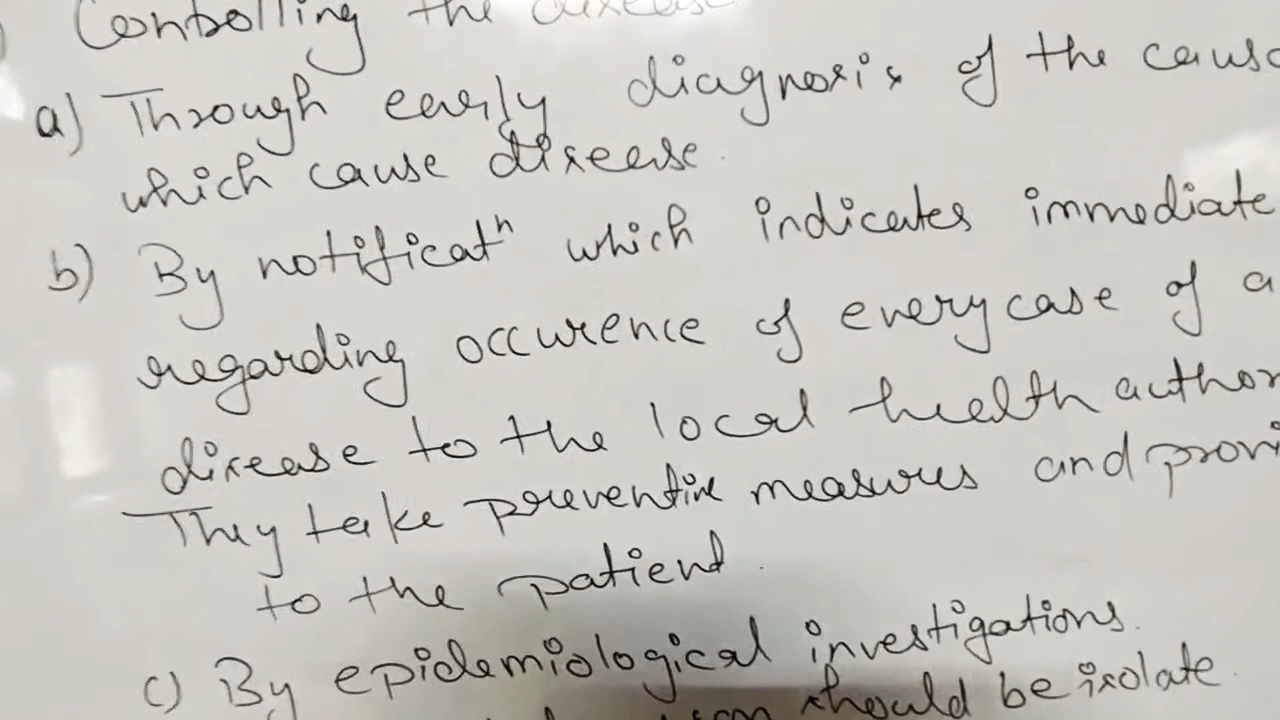 Controlling the disease
a) Through early diagnosis of the
which cause disease.
b) By notificatⁿ which indicates immediate
regarding occurence of every case of a
disease to the local health
They take preventive measures and
to the patient.
c) By epidemiological investigations.
should be isolate.